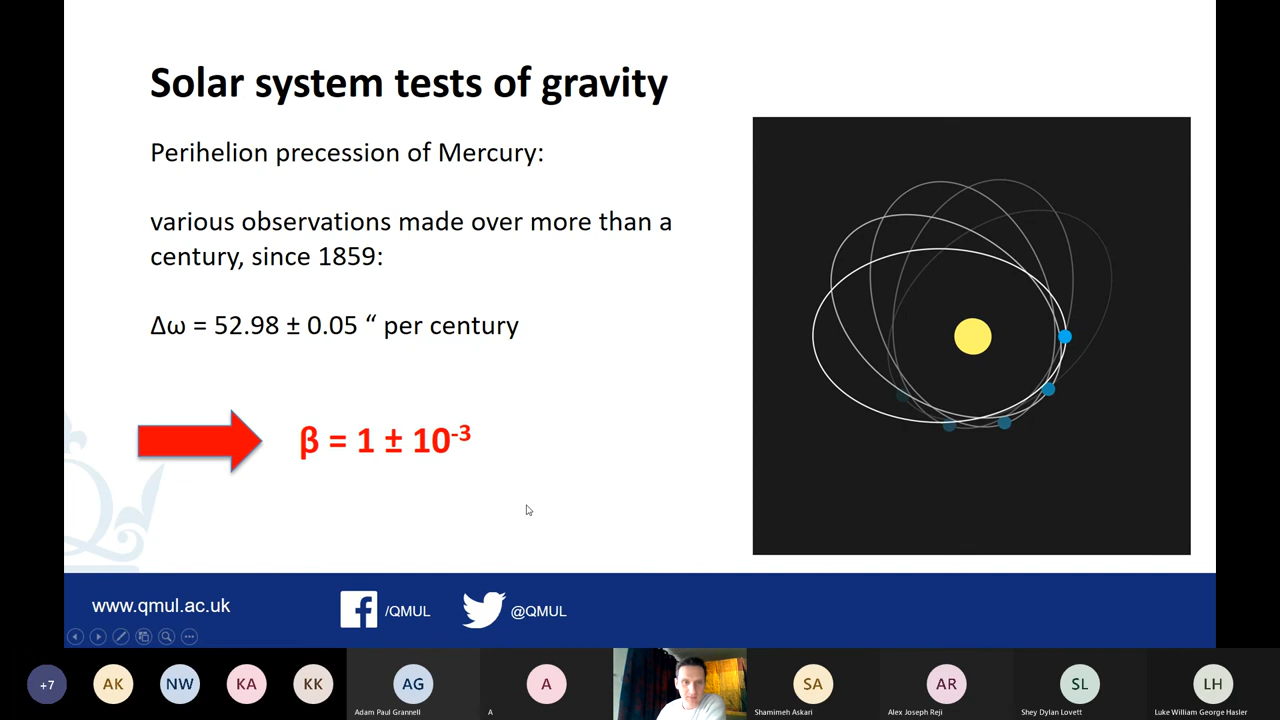 Solar system tests of gravity
Perihelion precession of Mercury:
various observations made over more than a
century, since 1859:
Δω = 52.98 ± 0.05 “ per century
β = 1 ± 10⁻³
www.qmul.ac.uk
/QMUL
@QMUL
+7
AK
NW
KA
KK
AG
A
SA
AR
SL
LH
Adam Paul Grannell
A
Shamimeh Askari
Alex Joseph Reji
Shey Dylan Lovett
Luke William George Hasler